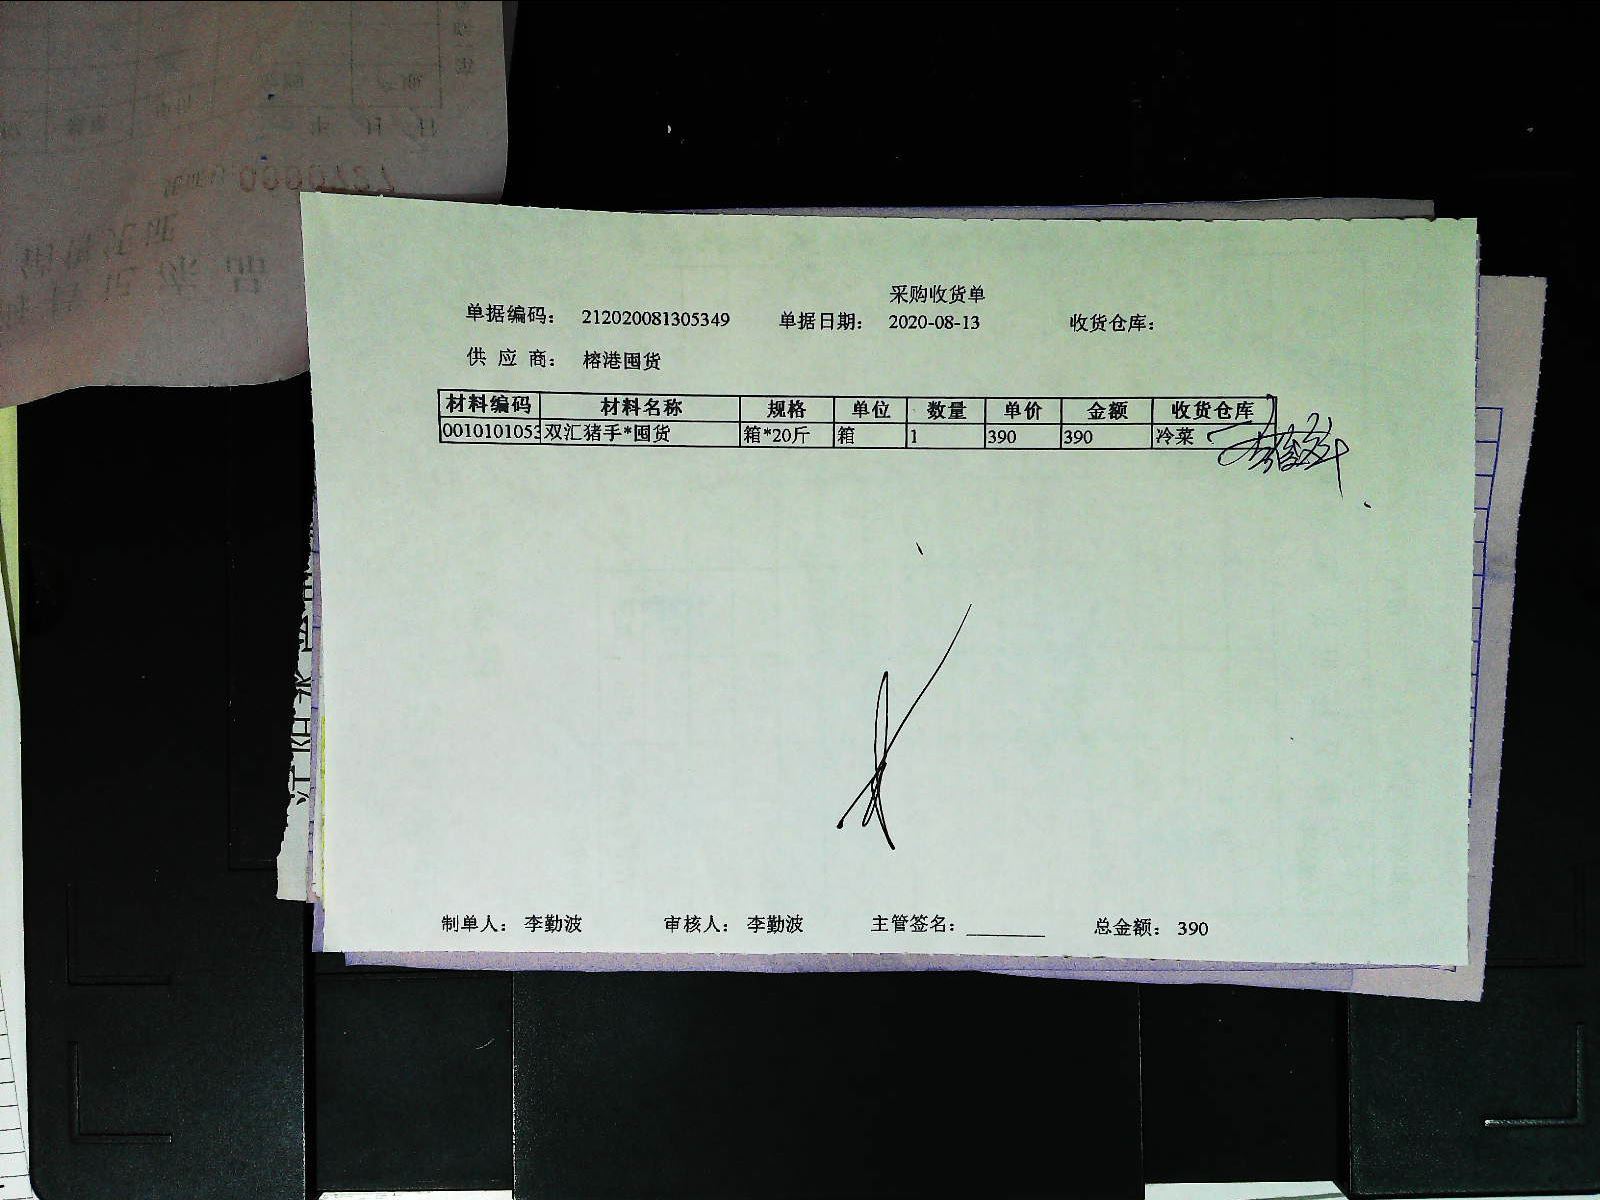 采购收货单
单据编码： 212020081305349 单据日期： 2020-08-13 收货仓库：
供 应 商： 榕港囤货
材料编码 材料名称 规格 单位 数量 单价 金额 收货仓库
0010101053 双汇猪手*囤货 箱*20斤 箱 1 390 390 冷菜
制单人： 李勤波 审核人： 李勤波 主管签名：________ 总金额： 390